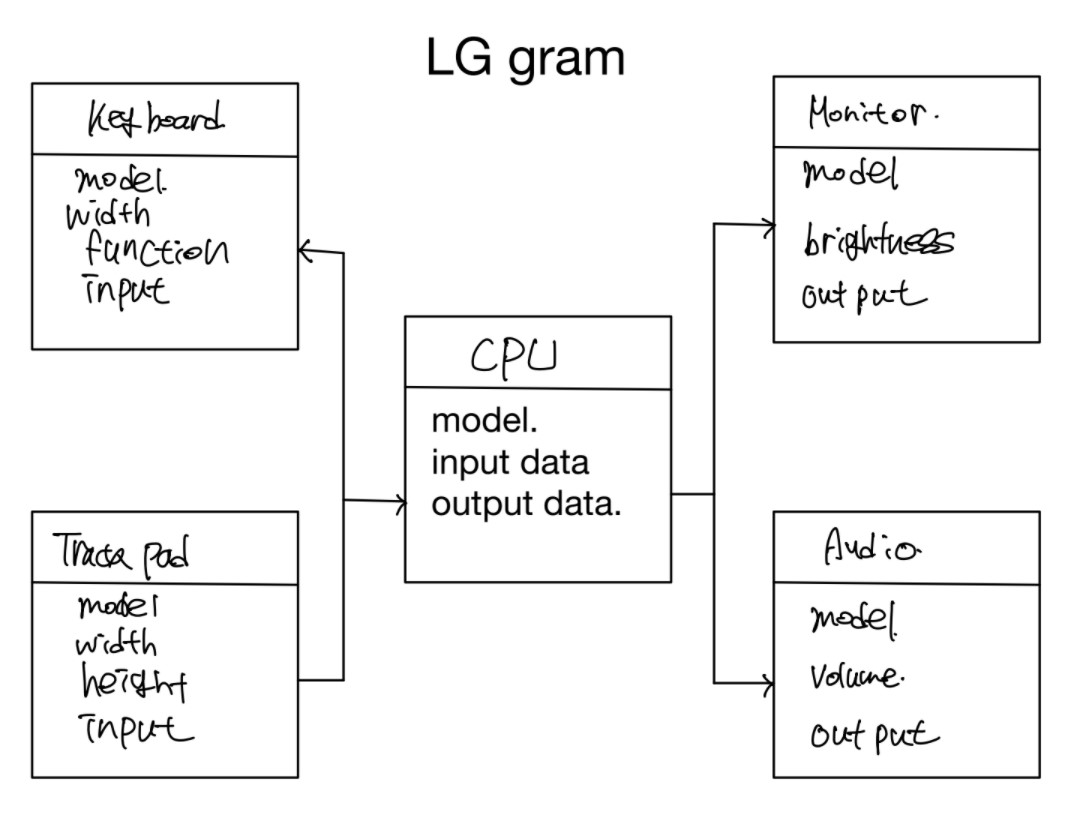 LG gram
Keyboard
model.
width
function
input
Track pad
model
width
height
input
CPU
model.
input data
output data.
Monitor.
model
brightness
output
Audio.
model.
volume.
output